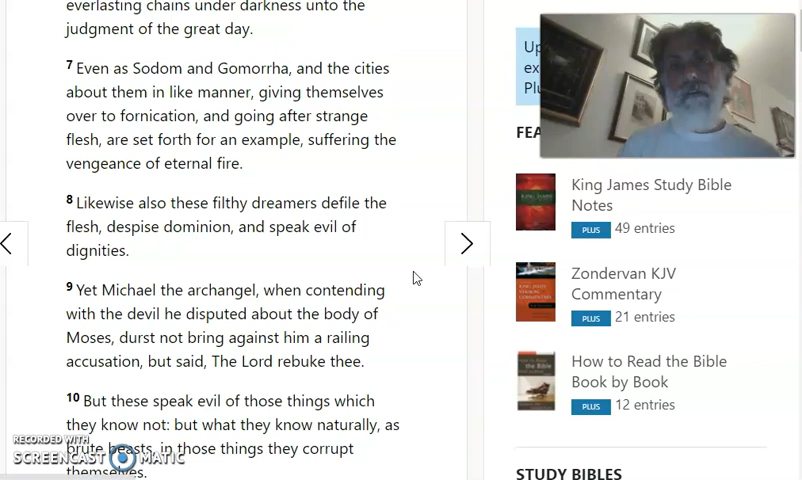 everlasting chains under darkness unto the
judgment of the great day.
7 Even as Sodom and Gomorrha, and the cities
about them in like manner, giving themselves
over to fornication, and going after strange
flesh, are set forth for an example, suffering the
vengeance of eternal fire.
8 Likewise also these filthy dreamers defile the
flesh, despise dominion, and speak evil of
dignities.
9 Yet Michael the archangel, when contending
with the devil he disputed about the body of
Moses, durst not bring against him a railing
accusation, but said, The Lord rebuke thee.
10 But these speak evil of those things which
they know not: but what they know naturally, as
brute beasts, in those things they corrupt
themselves.
RECORDED WITH
SCREENCAST MATIC
King James Study Bible
Notes
PLUS 49 entries
Zondervan KJV
Commentary
PLUS 21 entries
How to Read the Bible
Book by Book
PLUS 12 entries
STUDY BIBLES